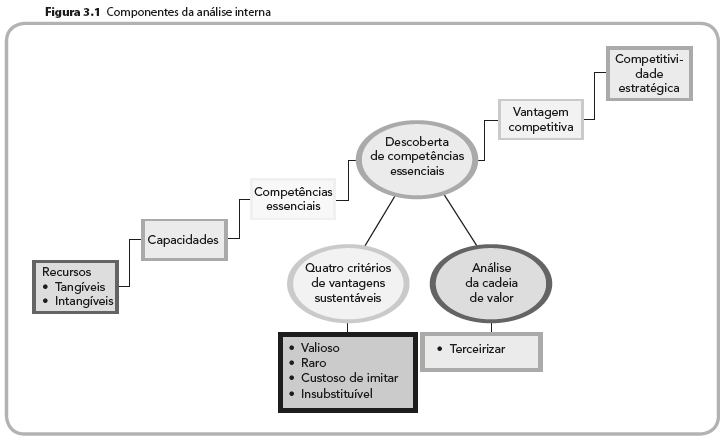 Figura 3.1 Componentes da análise interna
Competitivi-
dade
estratégica
Vantagem
competitiva
Descoberta
de competências
essenciais
Competências
essenciais
Capacidades
Recursos
• Tangíveis
• Intangíveis
Quatro critérios
de vantagens
sustentáveis
Análise
da cadeia
de valor
• Valioso
• Raro
• Custoso de imitar
• Insubstituível
• Terceirizar